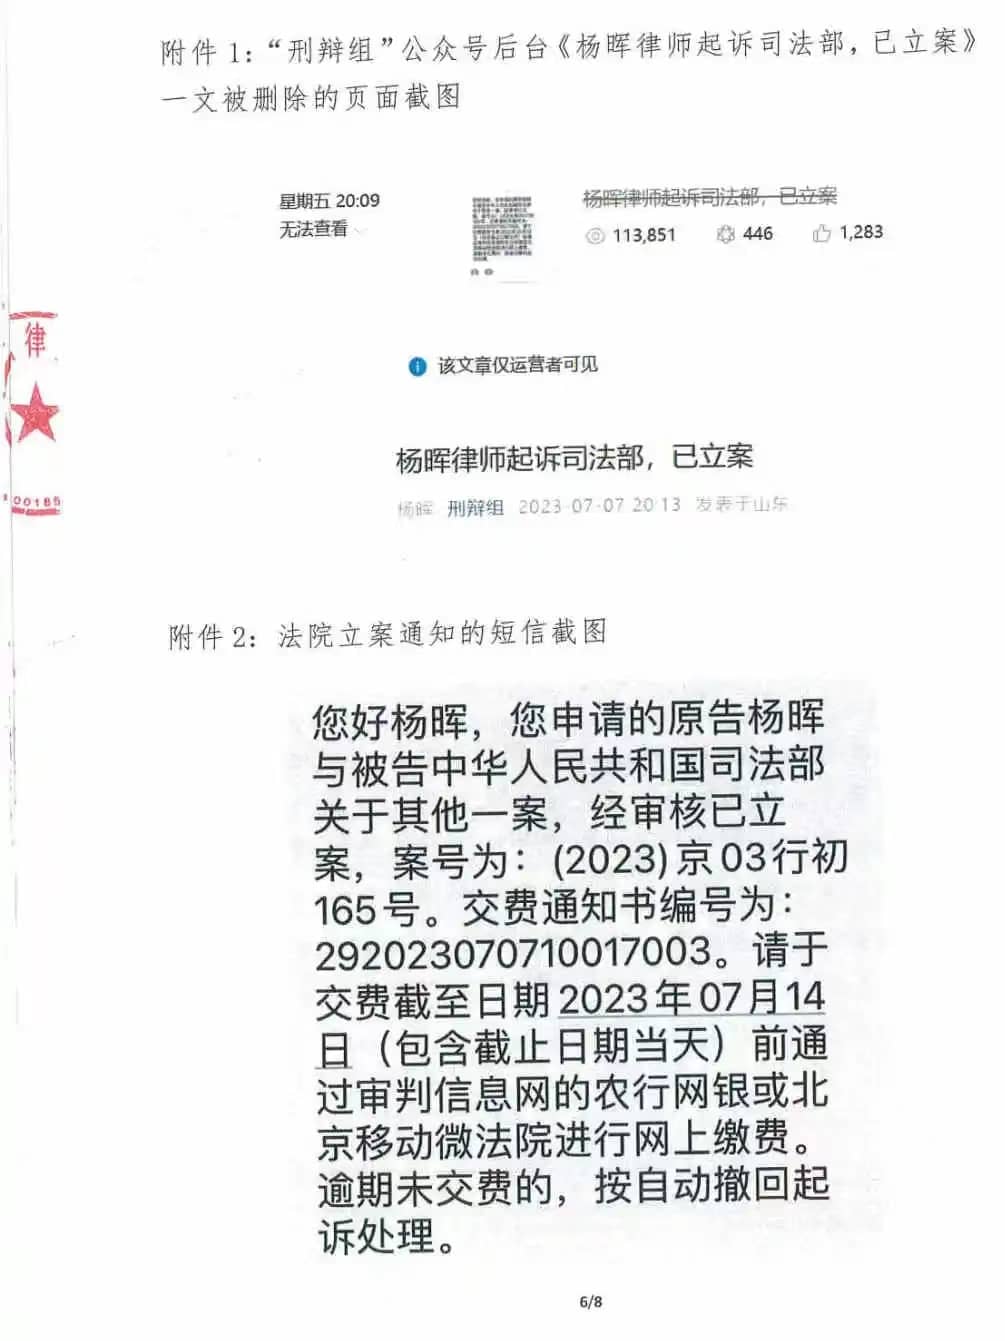 附件 1：“刑辩组”公众号后台《杨晖律师起诉司法部，已立案》
一文被删除的页面截图
星期五 20:09
无法查看
杨晖律师起诉司法部，已立案
113,851 446 1,283
律
00185
该文章仅运营者可见
杨晖律师起诉司法部，已立案
杨晖 刑辩组 2023-07-07 20:13 发表于山东
附件 2：法院立案通知的短信截图
您好杨晖，您申请的原告杨晖
与被告中华人民共和国司法部
关于其他一案，经审核已立
案，案号为：(2023)京03行初
165号。交费通知书编号为：
292023070710017003。请于
交费截至日期2023年07月14
日（包含截止日期当天）前通
过审判信息网的农行网银或北
京移动微法院进行网上缴费。
逾期未交费的，按自动撤回起
诉处理。
6/8